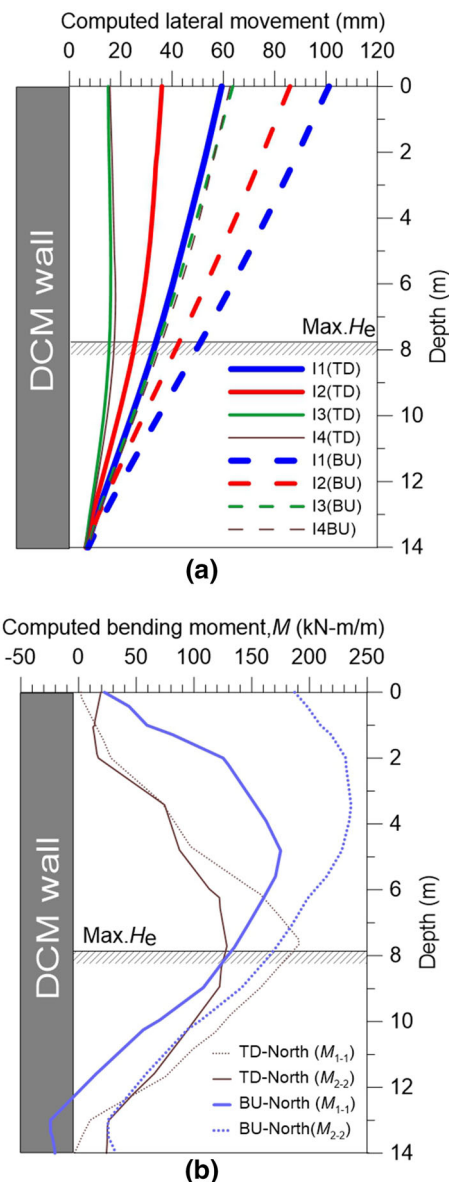 Computed lateral movement (mm)
0 20 40 60 80 100 120
0
2
4
6
8
10
12
14
Depth (m)
DCM wall
Max.He
I1(TD)
I2(TD)
I3(TD)
I4(TD)
I1(BU)
I2(BU)
I3(BU)
I4BU)
(a)
Computed bending moment,M (kN-m/m)
-50 0 50 100 150 200 250
0
2
4
6
8
10
12
14
Depth (m)
DCM wall
Max.He
TD-North (M1-1)
TD-North (M2-2)
BU-North (M1-1)
BU-North(M2-2)
(b)